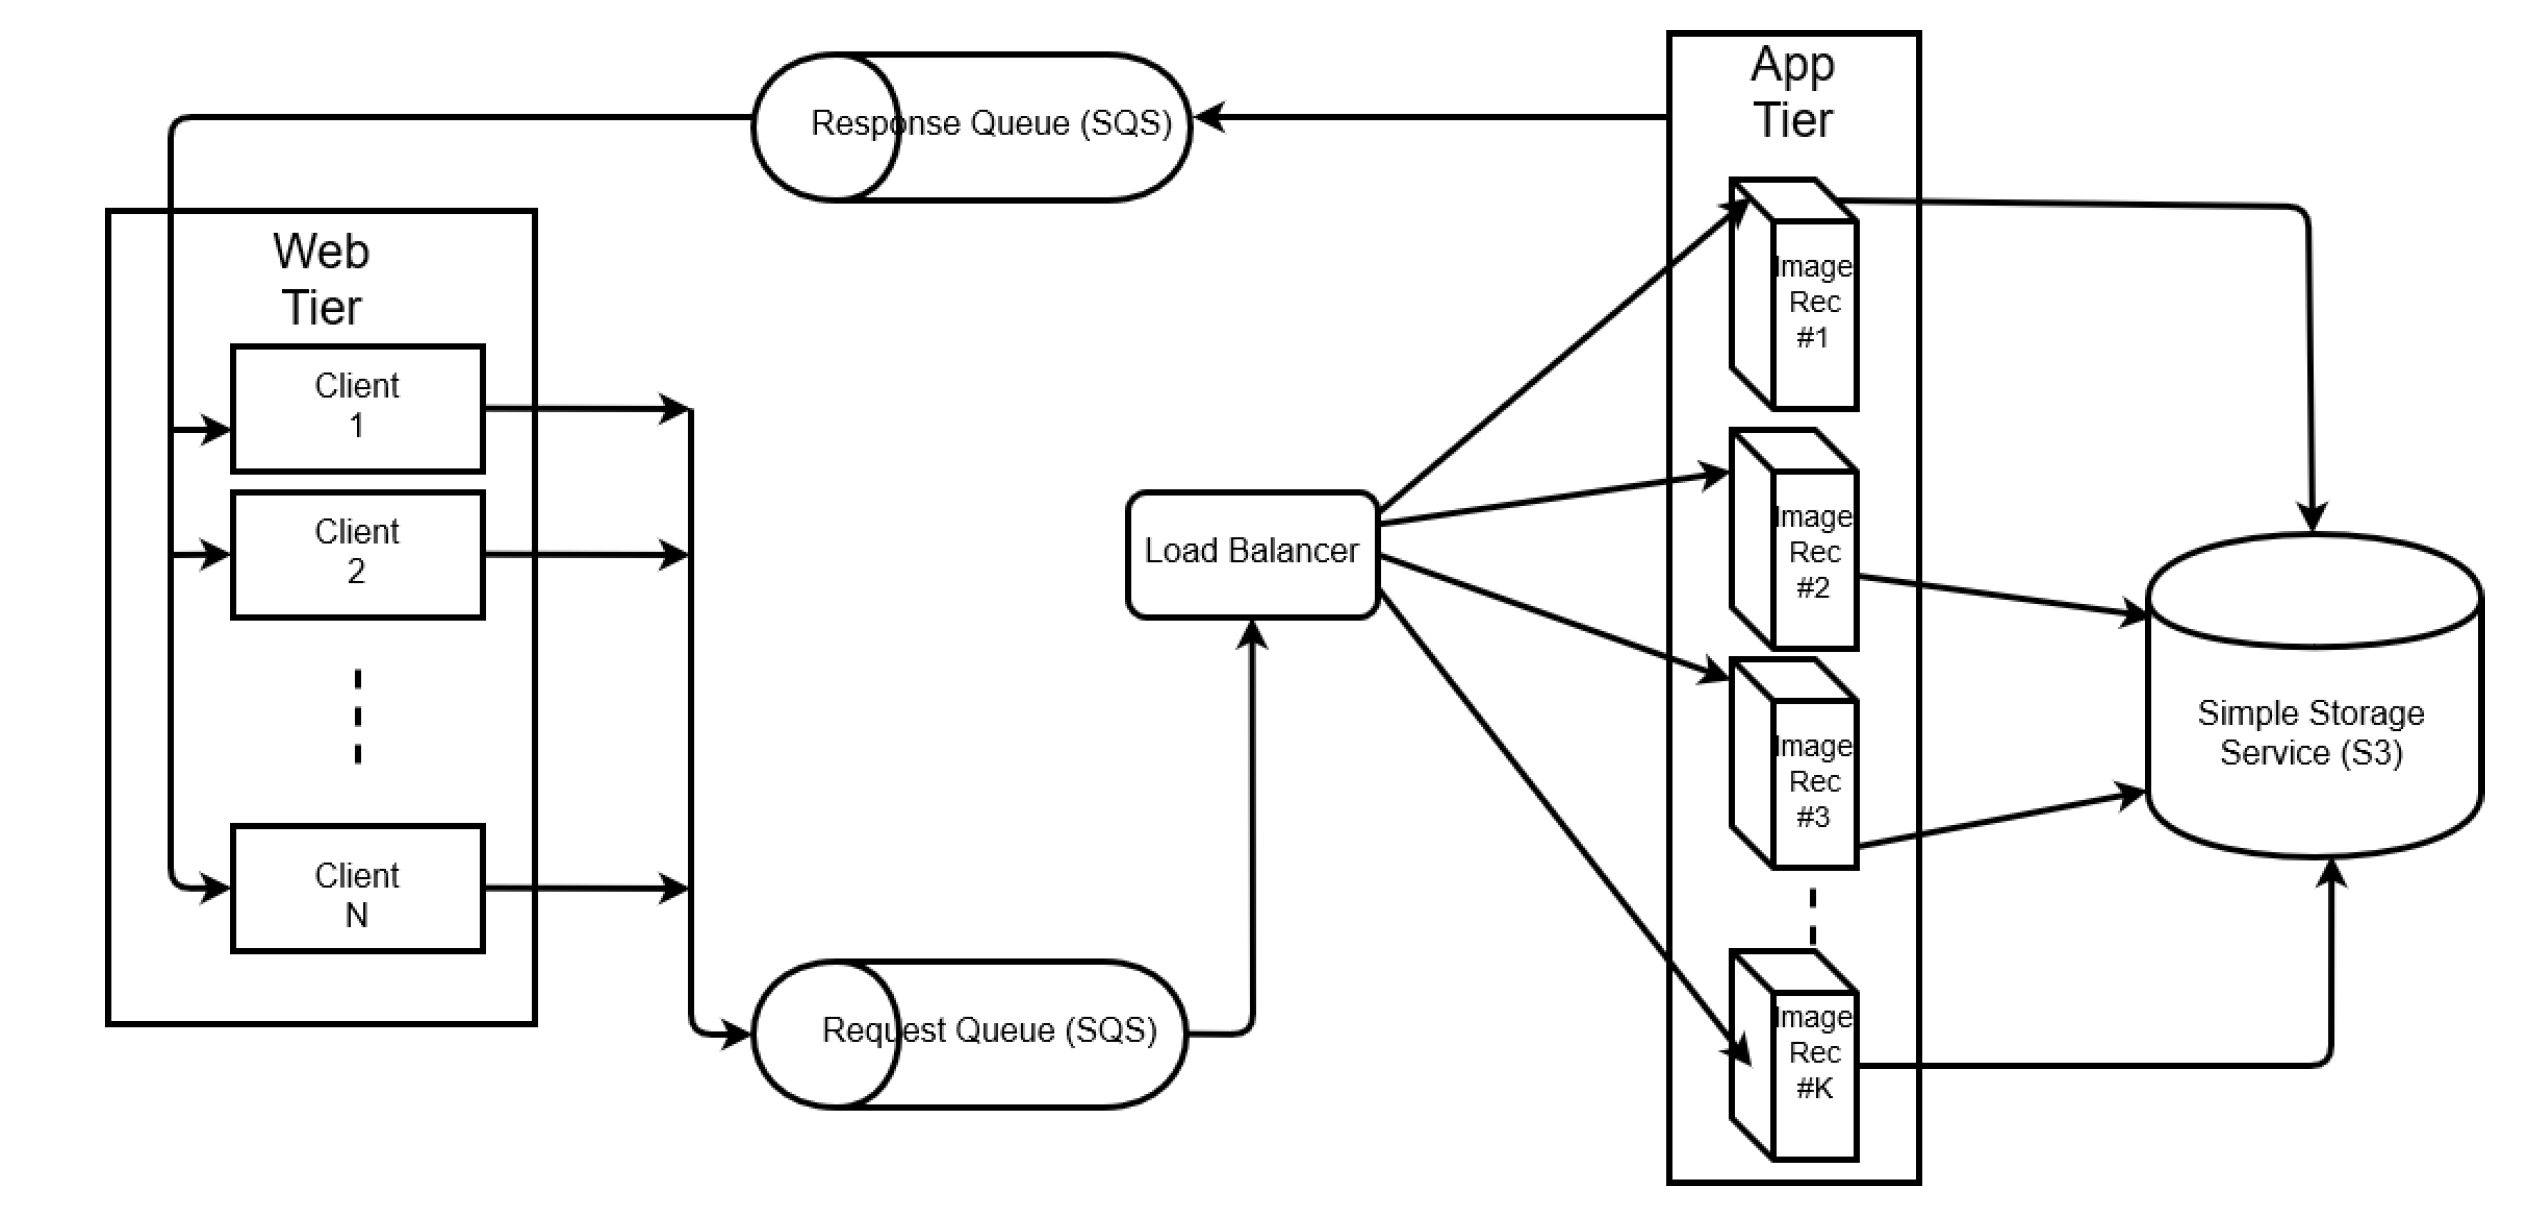 Response Queue (SQS)
App
Tier
Web
Tier
Client
1
Client
2
Client
N
Load Balancer
Request Queue (SQS)
Image
Rec
#1
Image
Rec
#2
Image
Rec
#3
Image
Rec
#K
Simple Storage
Service (S3)